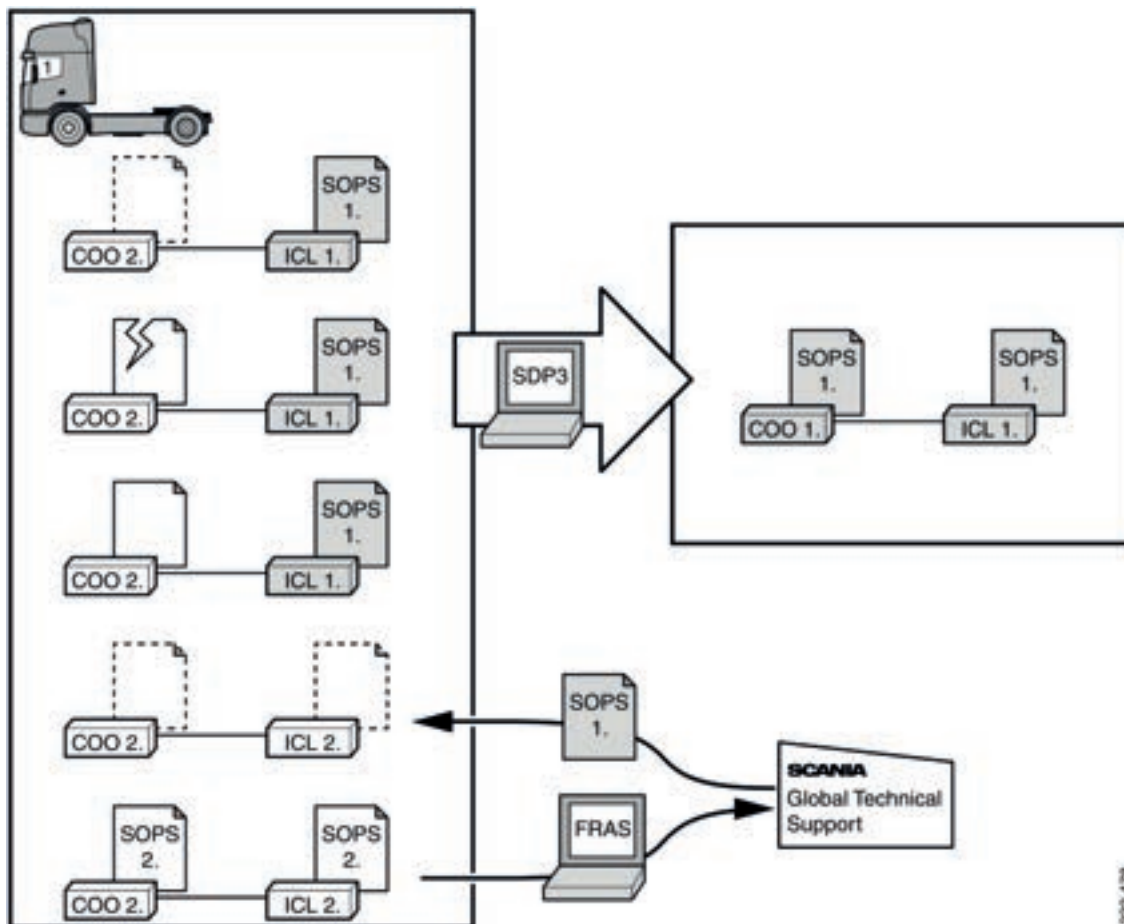 1
SOPS
1.
COO 2.
ICL 1.
SOPS
1.
COO 2.
ICL 1.
SDP3
SOPS
1.
SOPS
1.
COO 1.
ICL 1.
SOPS
1.
COO 2.
ICL 1.
COO 2.
ICL 2.
SOPS
1.
SCANIA
Global Technical
Support
SOPS
2.
SOPS
2.
COO 2.
ICL 2.
FRAS